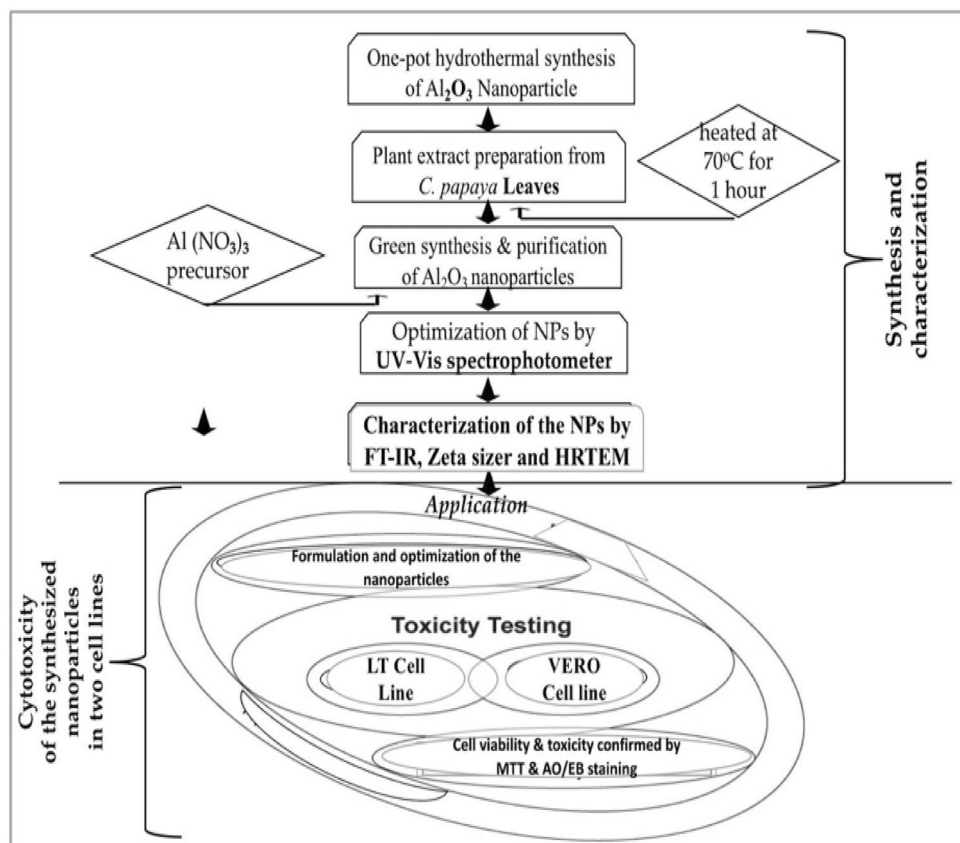 One-pot hydrothermal synthesis
of Al₂O₃ Nanoparticle
Plant extract preparation from
C. papaya Leaves
heated at
70⁰C for
1 hour
Al (NO₃)₃
precursor
Green synthesis & purification
of Al₂O₃ nanoparticles
Optimization of NPs by
UV-Vis spectrophotometer
Characterization of the NPs by
FT-IR, Zeta sizer and HRTEM
Synthesis and
characterization
Application
Formulation and optimization of the
nanoparticles
Toxicity Testing
LT Cell
Line
VERO
Cell line
Cell viability & toxicity confirmed by
MTT & AO/EB staining
Cytotoxicity
of the synthesized
nanoparticles
in two cell lines